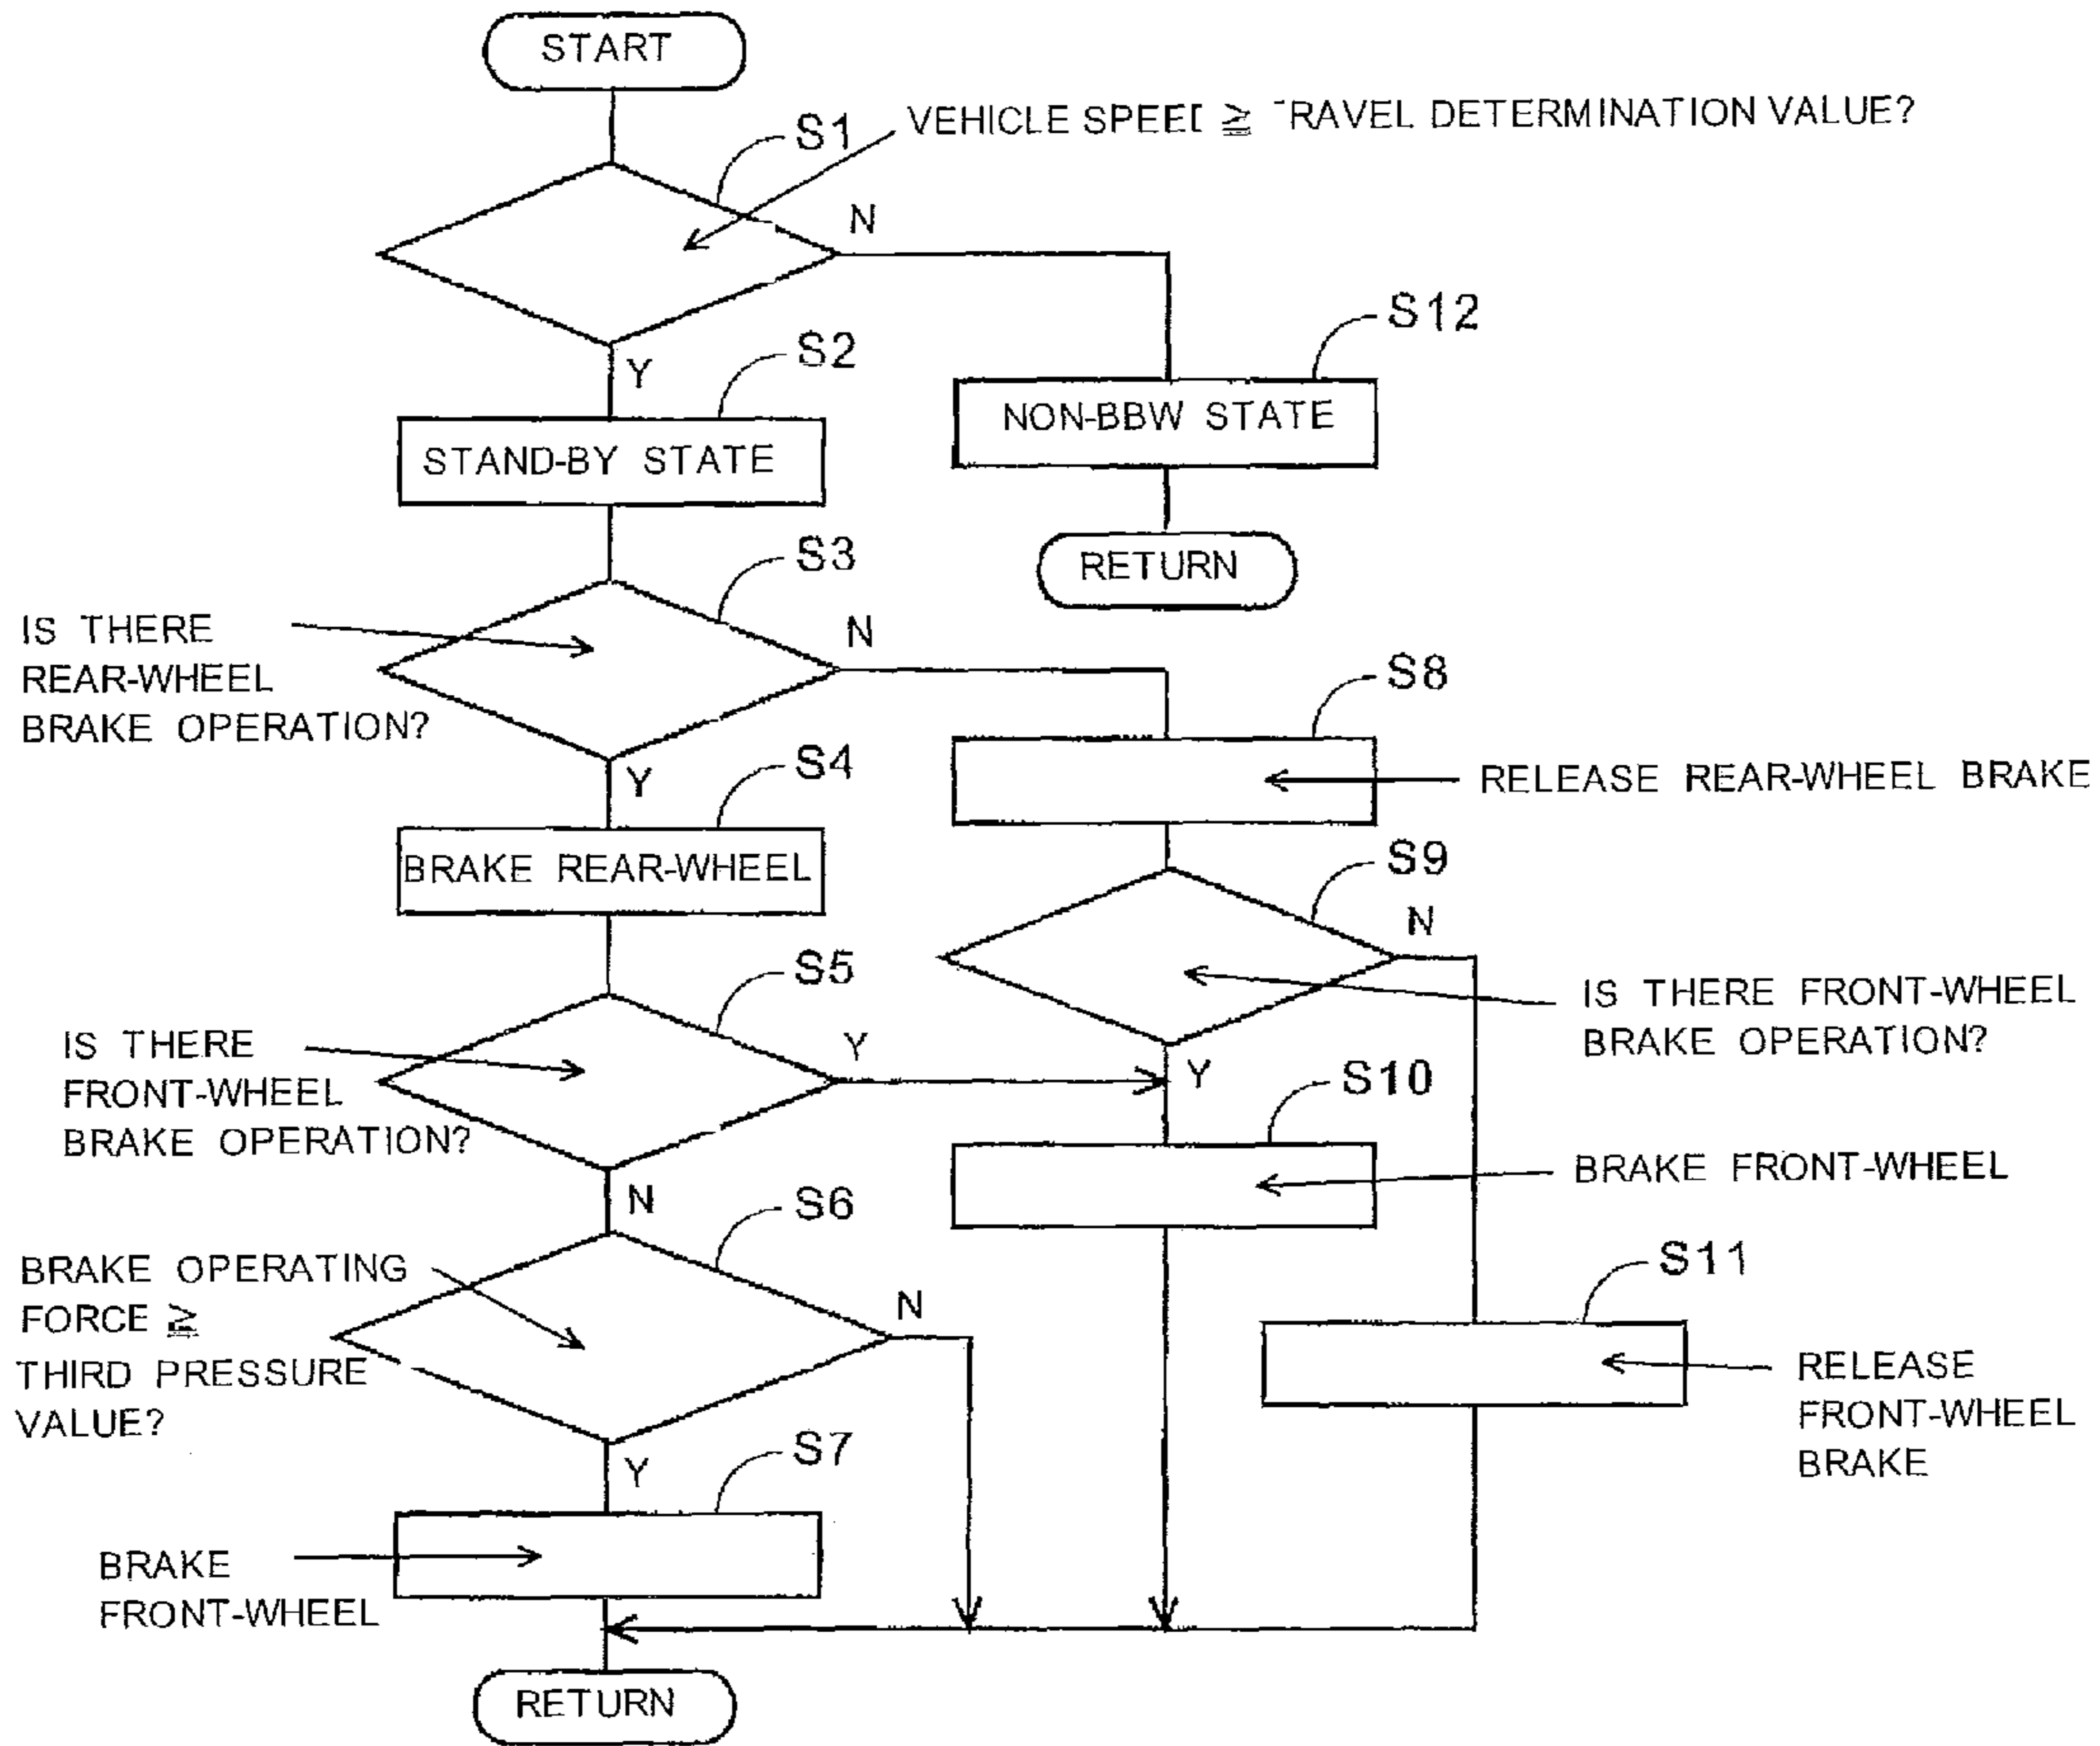 START
S1
VEHICLE SPEED ≧ TRAVEL DETERMINATION VALUE?
N
Y
S2
STAND-BY STATE
S12
NON-BBW STATE
RETURN
S3
IS THERE
REAR-WHEEL
BRAKE OPERATION?
N
Y
S8
RELEASE REAR-WHEEL BRAKE
S4
BRAKE REAR-WHEEL
S9
N
IS THERE FRONT-WHEEL
BRAKE OPERATION?
Y
S5
IS THERE
FRONT-WHEEL
BRAKE OPERATION?
Y
N
S10
BRAKE FRONT-WHEEL
S6
BRAKE OPERATING
FORCE ≧
THIRD PRESSURE
VALUE?
N
Y
S11
RELEASE
FRONT-WHEEL
BRAKE
S7
BRAKE
FRONT-WHEEL
RETURN